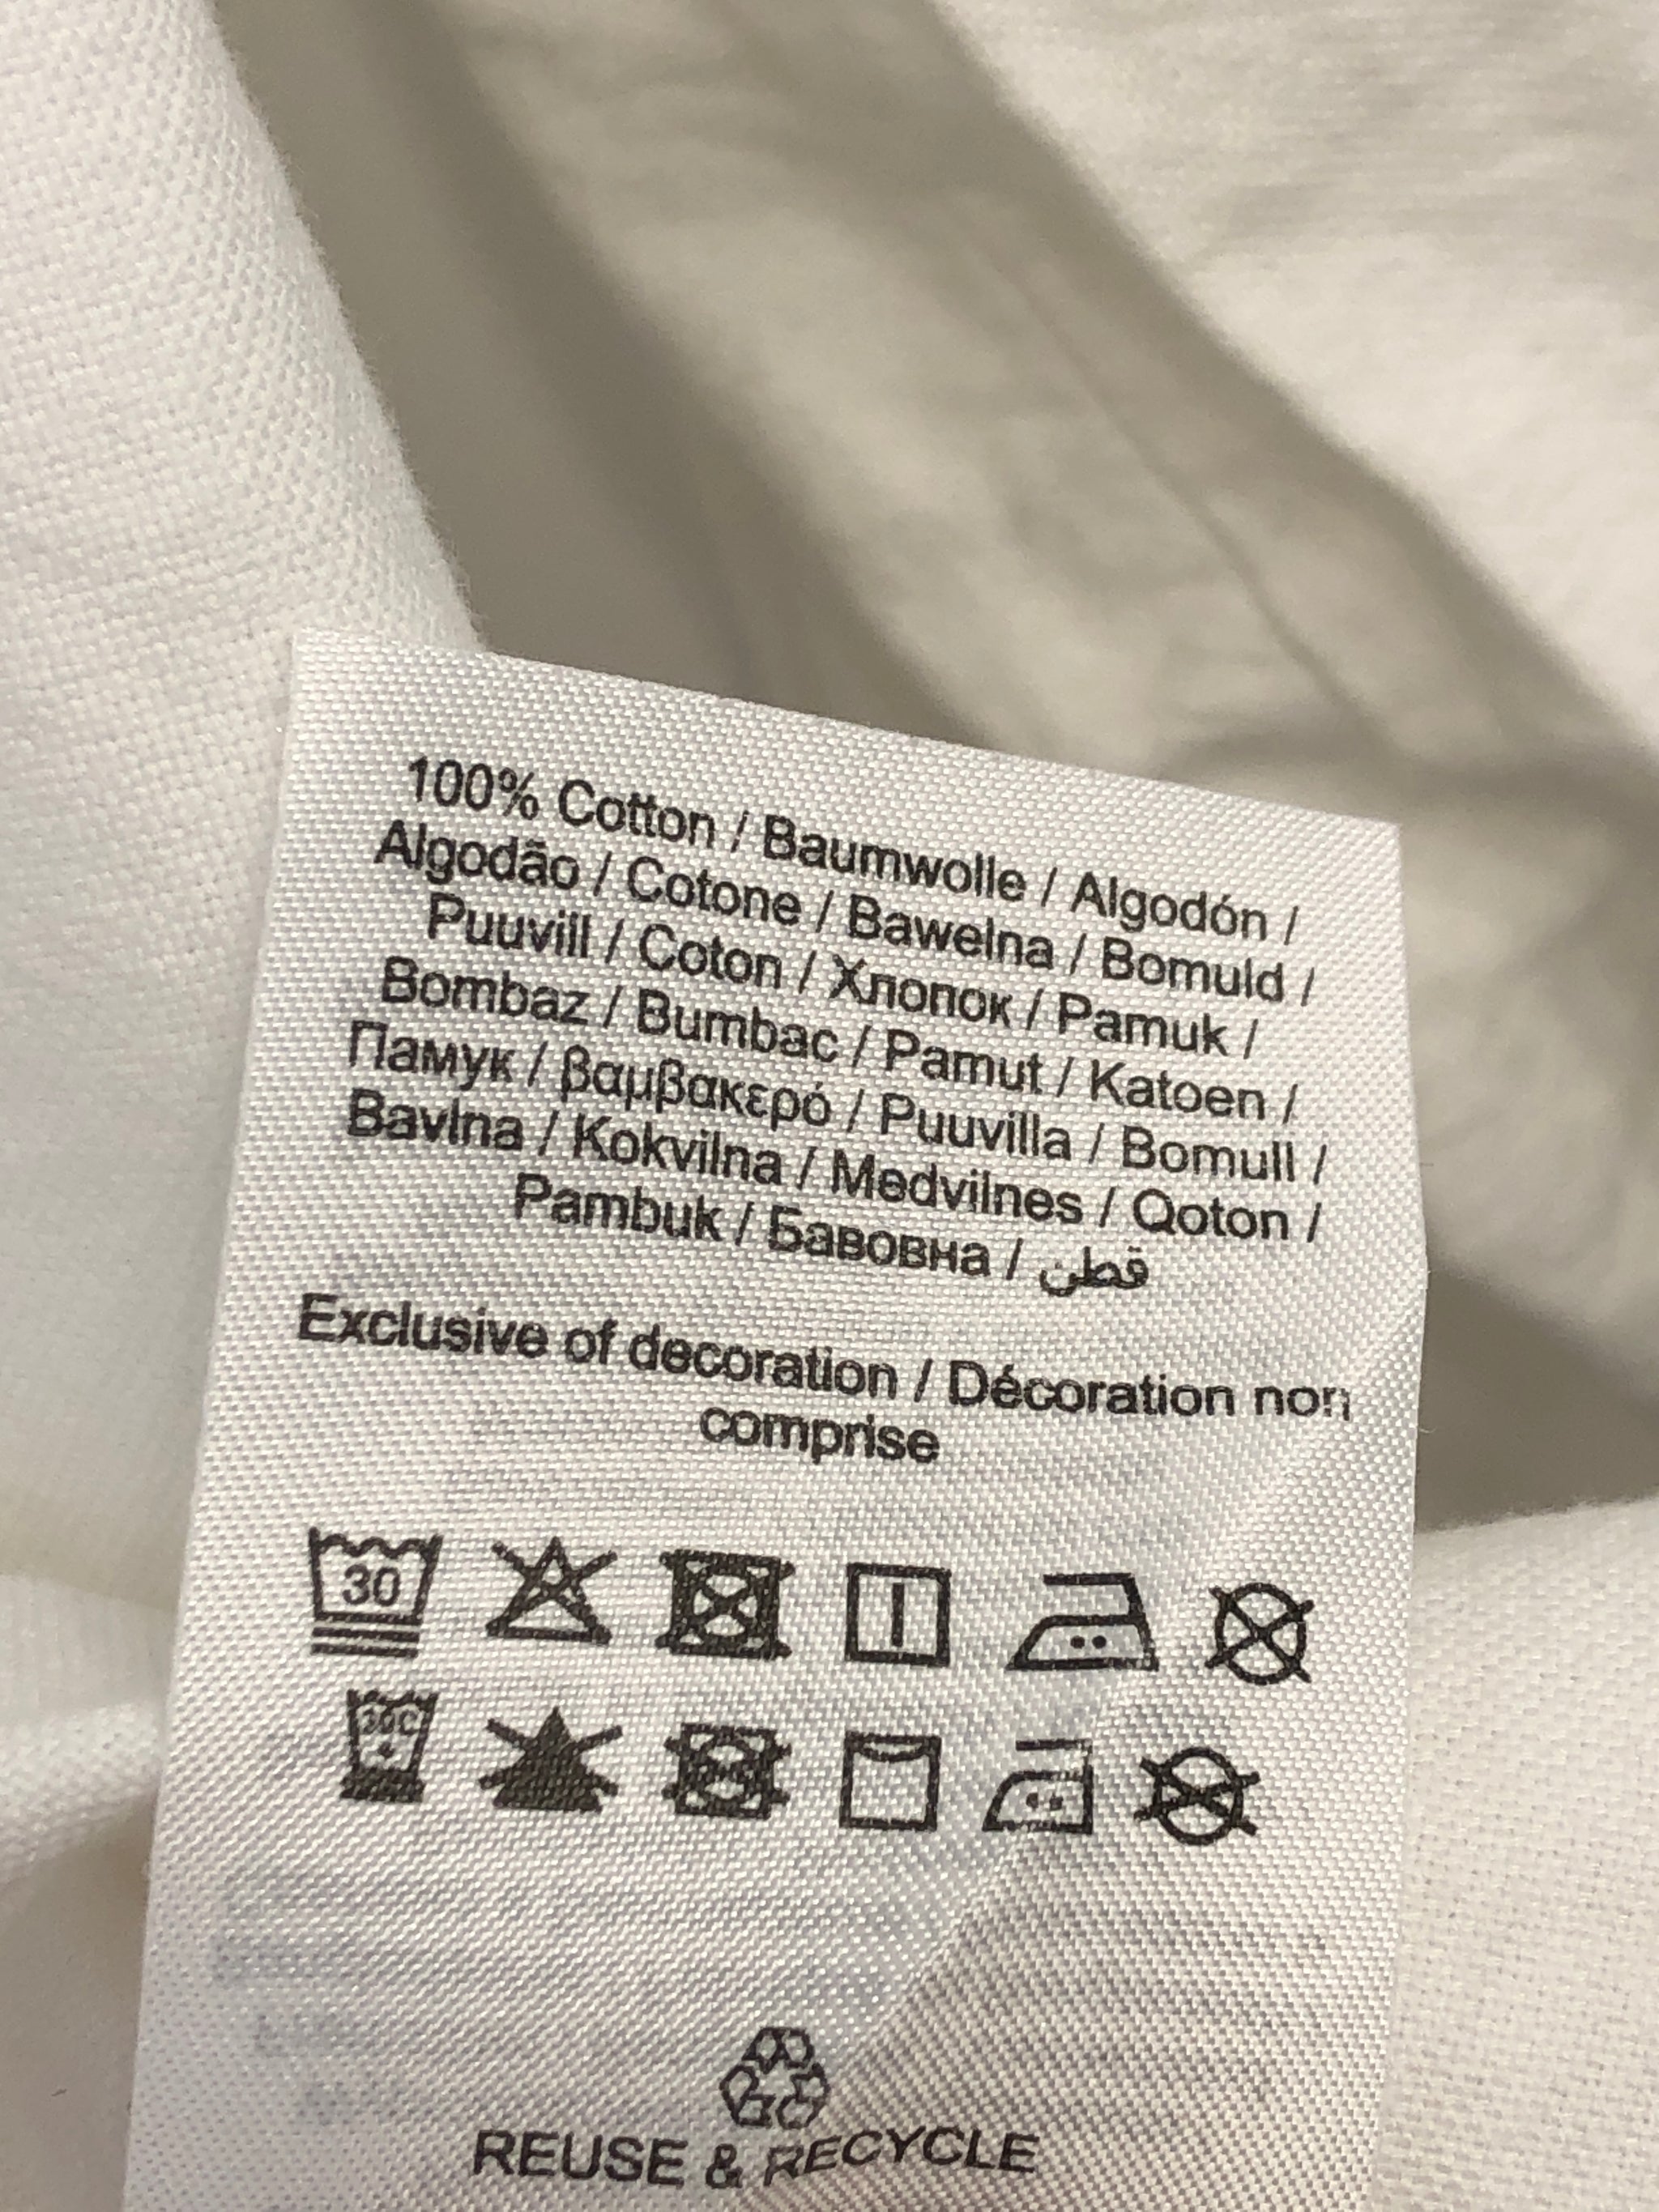 100% Cotton / Baumwolle / Algodón /
Algodão / Cotone / Bawelna / Bomuld /
Puuvill / Coton / Хлопок / Pamuk /
Bombaz / Bumbac / Pamut / Katoen /
Памук / βαμβακερό / Puuvilla / Bomull /
Bavlna / Kokvilna / Medvilnes / Qoton /
Pambuk / Бавовна / قطن
Exclusive of decoration / Décoration non
comprise
30
30C
REUSE & RECYCLE